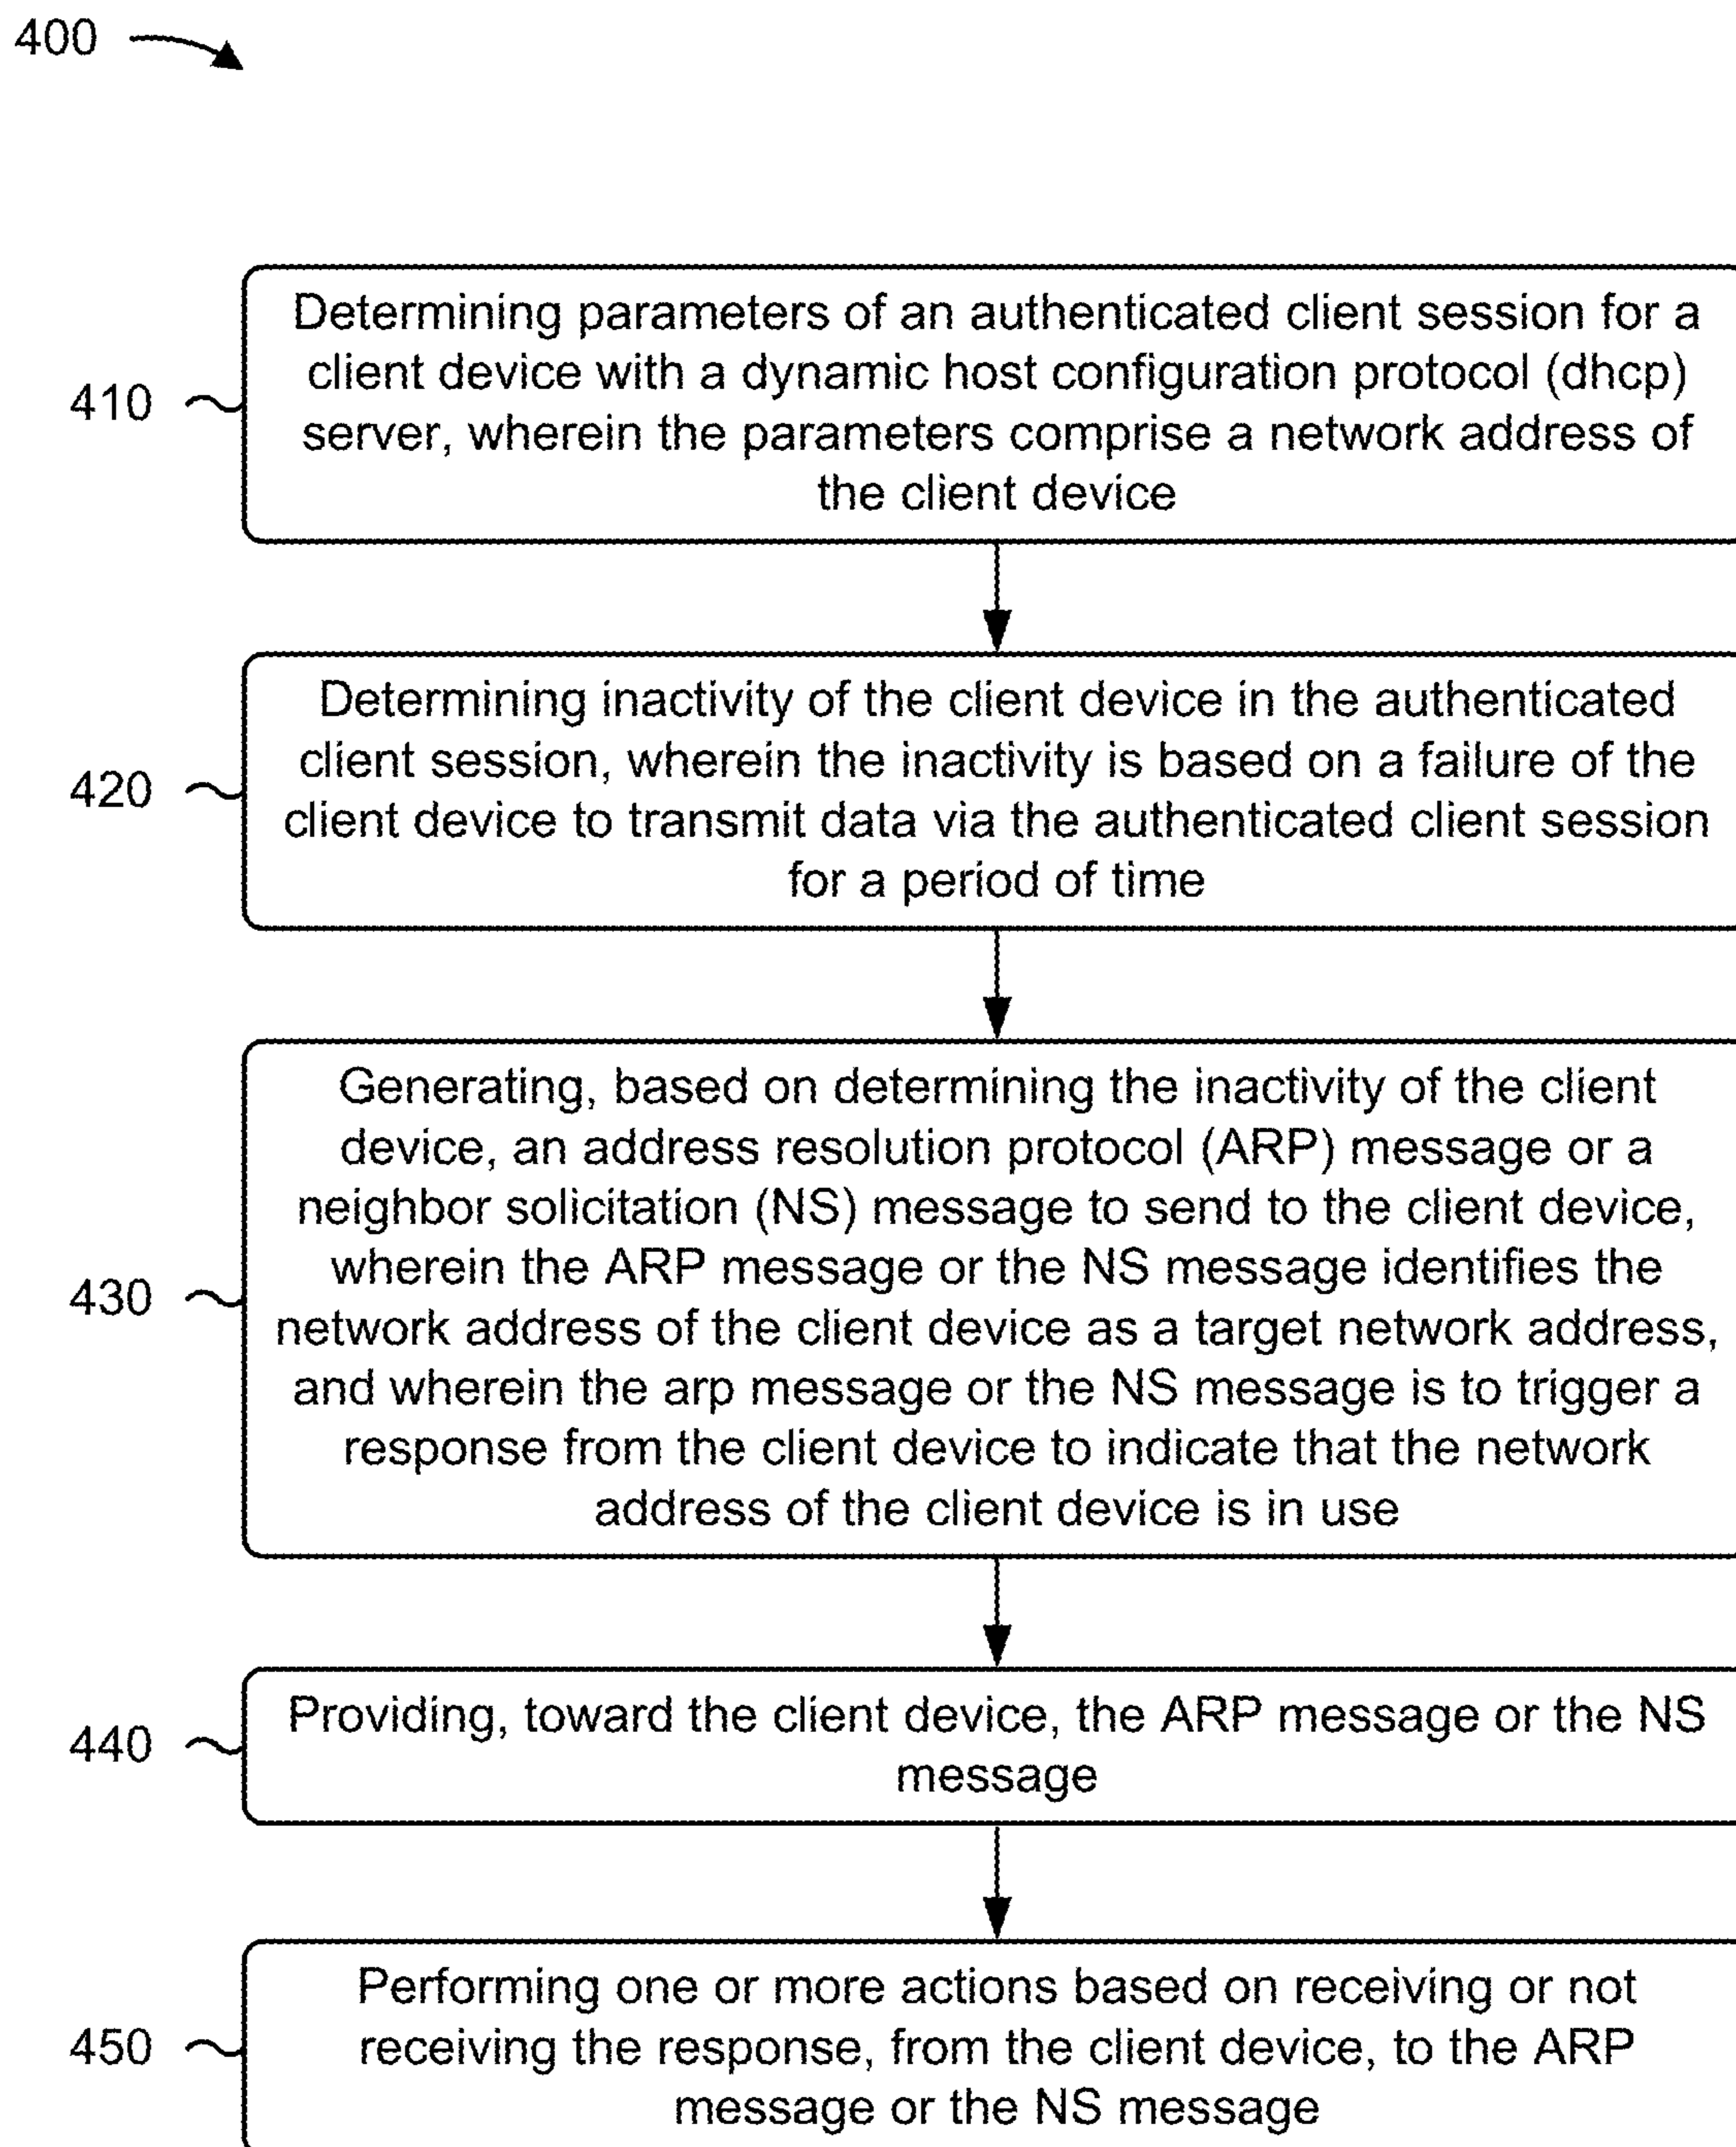 400
Determining parameters of an authenticated client session for a
client device with a dynamic host configuration protocol (dhcp)
server, wherein the parameters comprise a network address of
the client device
410
Determining inactivity of the client device in the authenticated
client session, wherein the inactivity is based on a failure of the
client device to transmit data via the authenticated client session
for a period of time
420
Generating, based on determining the inactivity of the client
device, an address resolution protocol (ARP) message or a
neighbor solicitation (NS) message to send to the client device,
wherein the ARP message or the NS message identifies the
network address of the client device as a target network address,
and wherein the arp message or the NS message is to trigger a
response from the client device to indicate that the network
address of the client device is in use
430
Providing, toward the client device, the ARP message or the NS
message
440
Performing one or more actions based on receiving or not
receiving the response, from the client device, to the ARP
message or the NS message
450